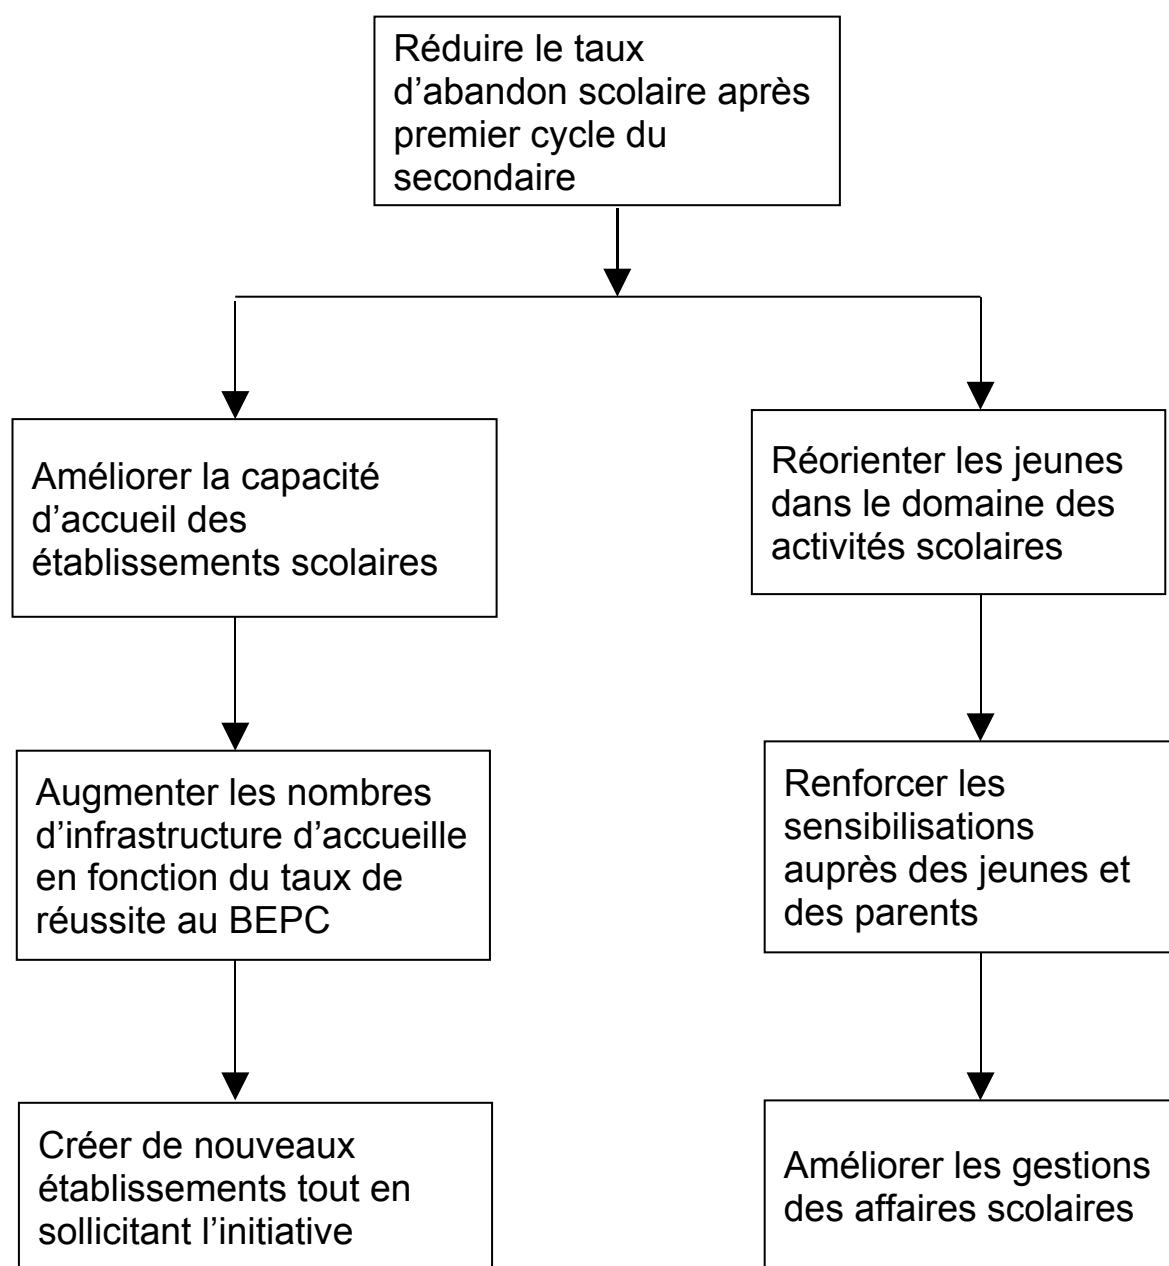 Réduire le taux
d’abandon scolaire après
premier cycle du
secondaire
Améliorer la capacité
d’accueil des
établissements scolaires
Réorienter les jeunes
dans le domaine des
activités scolaires
Augmenter les nombres
d’infrastructure d’accueille
en fonction du taux de
réussite au BEPC
Renforcer les
sensibilisations
auprès des jeunes et
des parents
Créer de nouveaux
établissements tout en
sollicitant l’initiative
Améliorer les gestions
des affaires scolaires